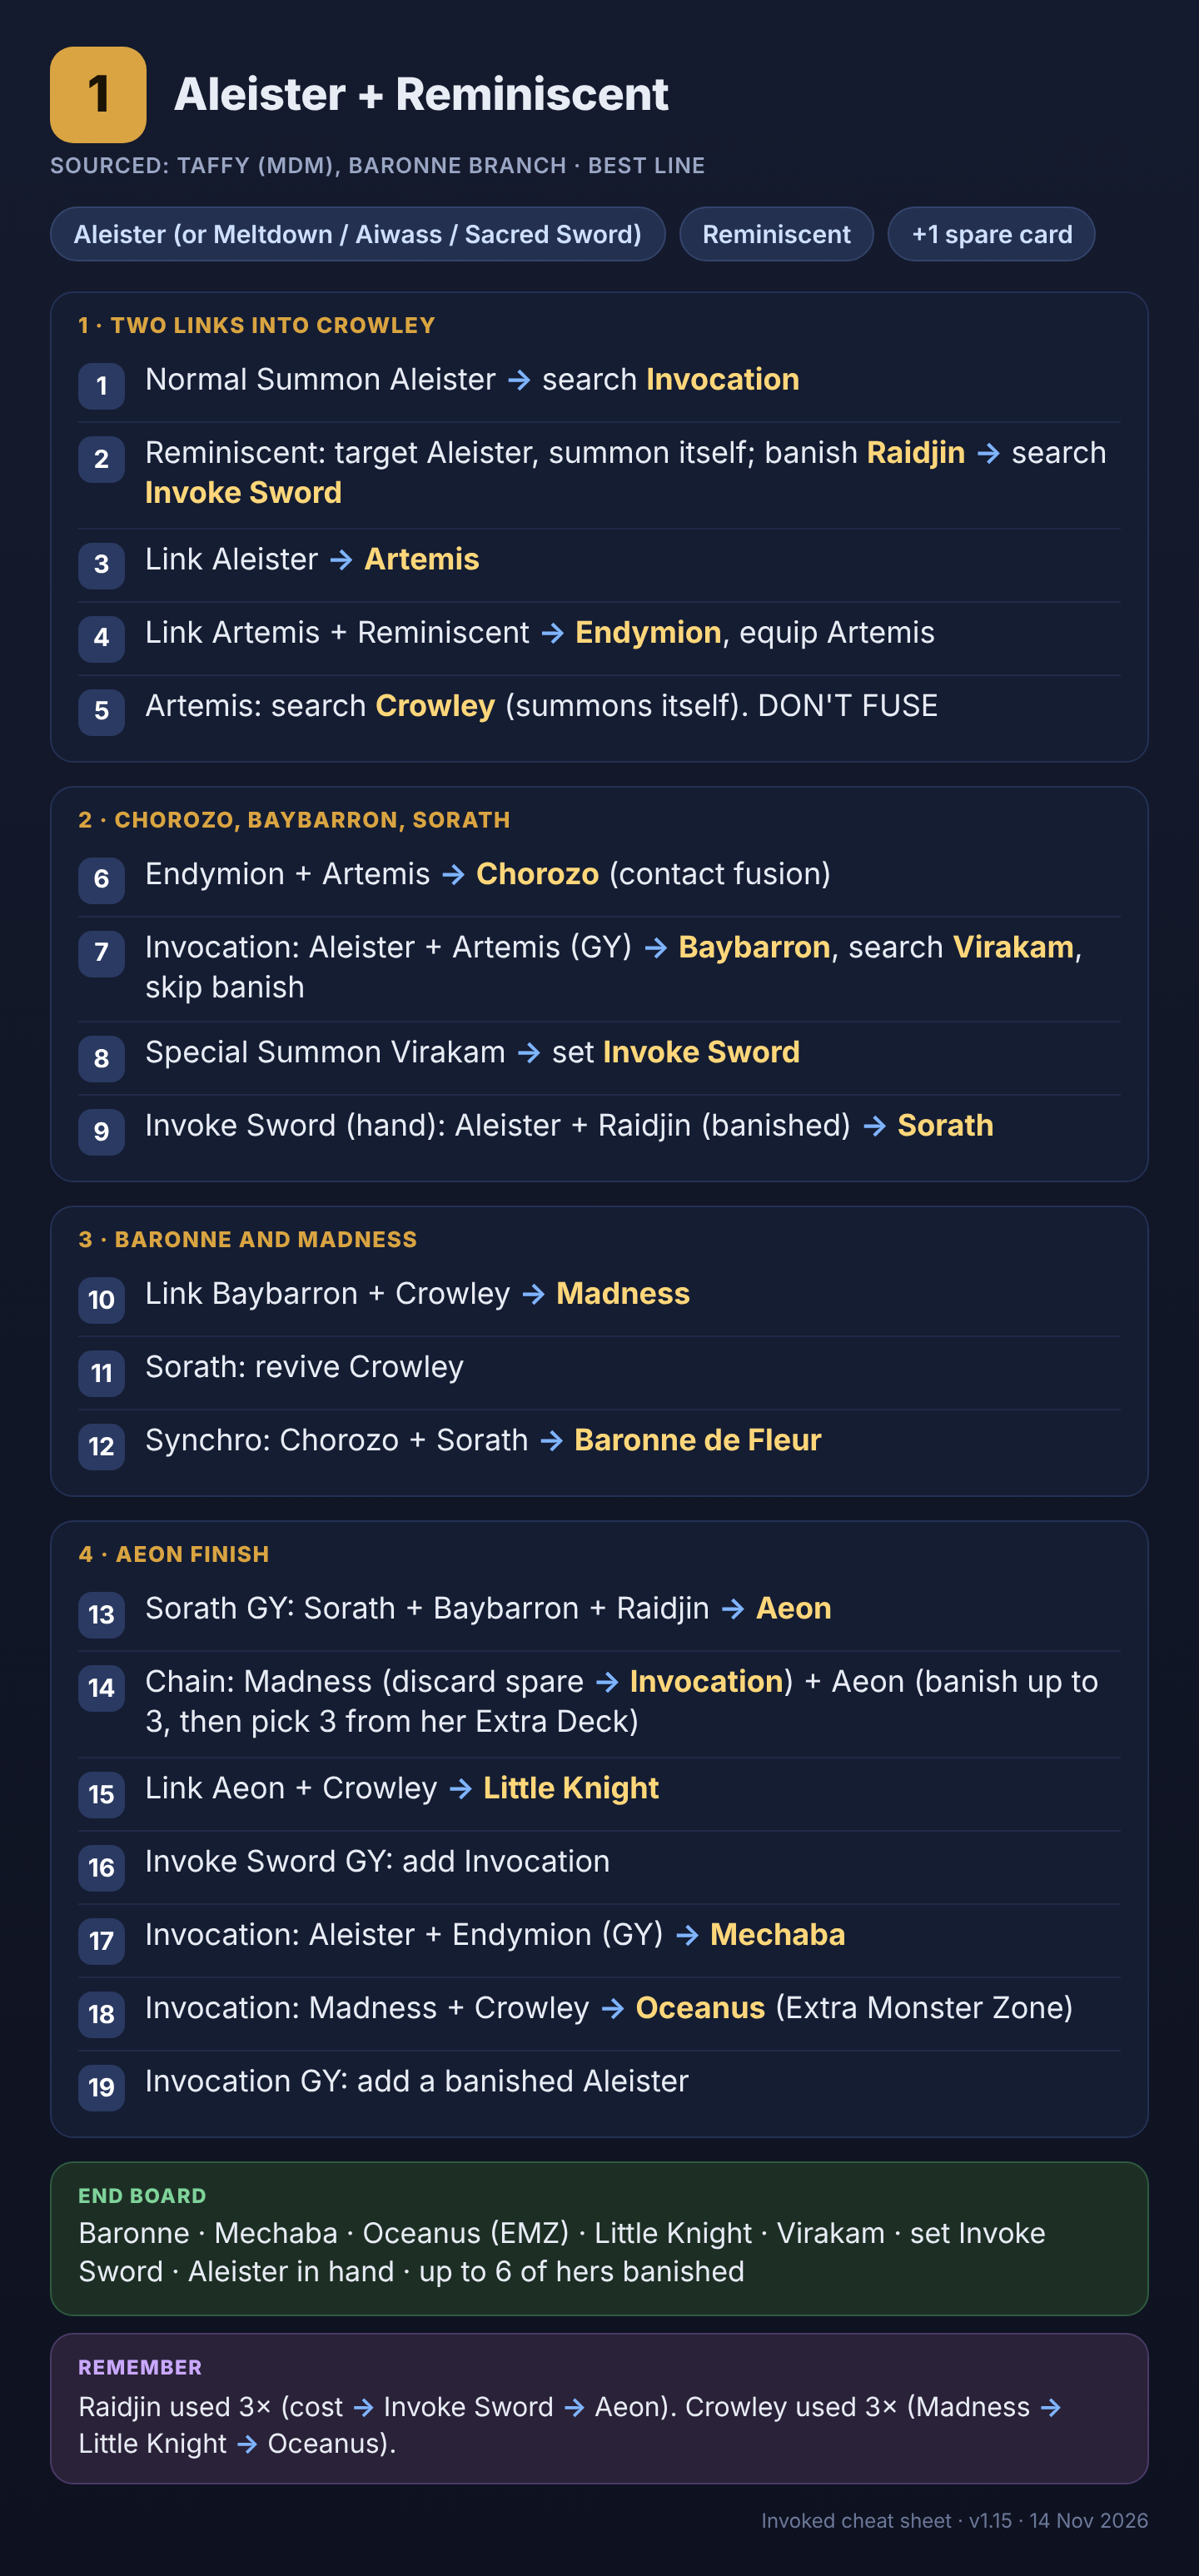 1
Aleister + Reminiscent
SOURCED: TAFFY (MDM), BARONNE BRANCH · BEST LINE
Aleister (or Meltdown / Aiwass / Sacred Sword)
Reminiscent
+1 spare card
1 · TWO LINKS INTO CROWLEY
1 Normal Summon Aleister → search Invocation
2 Reminiscent: target Aleister, summon itself; banish Raidjin → search
Invoke Sword
3 Link Aleister → Artemis
4 Link Artemis + Reminiscent → Endymion, equip Artemis
5 Artemis: search Crowley (summons itself). DON'T FUSE
2 · CHOROZO, BAYBARRON, SORATH
6 Endymion + Artemis → Chorozo (contact fusion)
7 Invocation: Aleister + Artemis (GY) → Baybarron, search Virakam,
skip banish
8 Special Summon Virakam → set Invoke Sword
9 Invoke Sword (hand): Aleister + Raidjin (banished) → Sorath
3 · BARONNE AND MADNESS
10 Link Baybarron + Crowley → Madness
11 Sorath: revive Crowley
12 Synchro: Chorozo + Sorath → Baronne de Fleur
4 · AEON FINISH
13 Sorath GY: Sorath + Baybarron + Raidjin → Aeon
14 Chain: Madness (discard spare → Invocation) + Aeon (banish up to
3, then pick 3 from her Extra Deck)
15 Link Aeon + Crowley → Little Knight
16 Invoke Sword GY: add Invocation
17 Invocation: Aleister + Endymion (GY) → Mechaba
18 Invocation: Madness + Crowley → Oceanus (Extra Monster Zone)
19 Invocation GY: add a banished Aleister
END BOARD
Baronne · Mechaba · Oceanus (EMZ) · Little Knight · Virakam · set Invoke
Sword · Aleister in hand · up to 6 of hers banished
REMEMBER
Raidjin used 3× (cost → Invoke Sword → Aeon). Crowley used 3× (Madness →
Little Knight → Oceanus).
Invoked cheat sheet · v1.15 · 14 Nov 2026